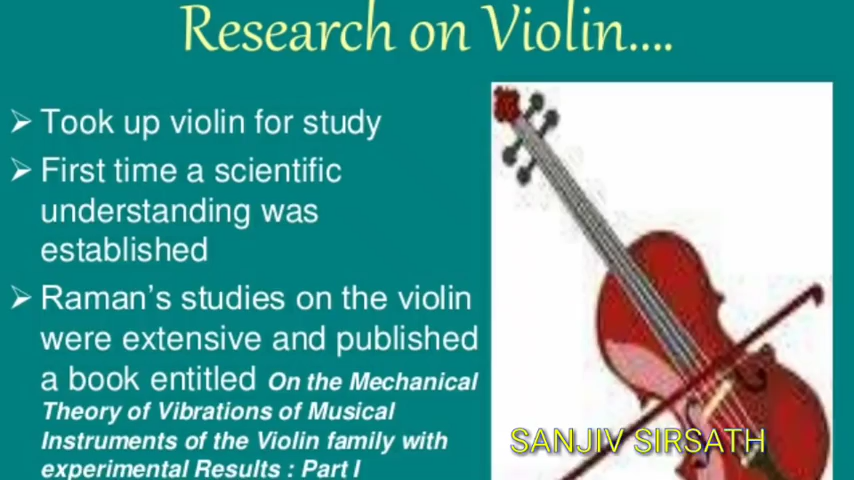 Research on Violin....
➢ Took up violin for study
➢ First time a scientific
understanding was
established
➢ Raman's studies on the violin
were extensive and published
a book entitled On the Mechanical
Theory of Vibrations of Musical
Instruments of the Violin family with
experimental Results : Part I
SANJIV SIRSATH